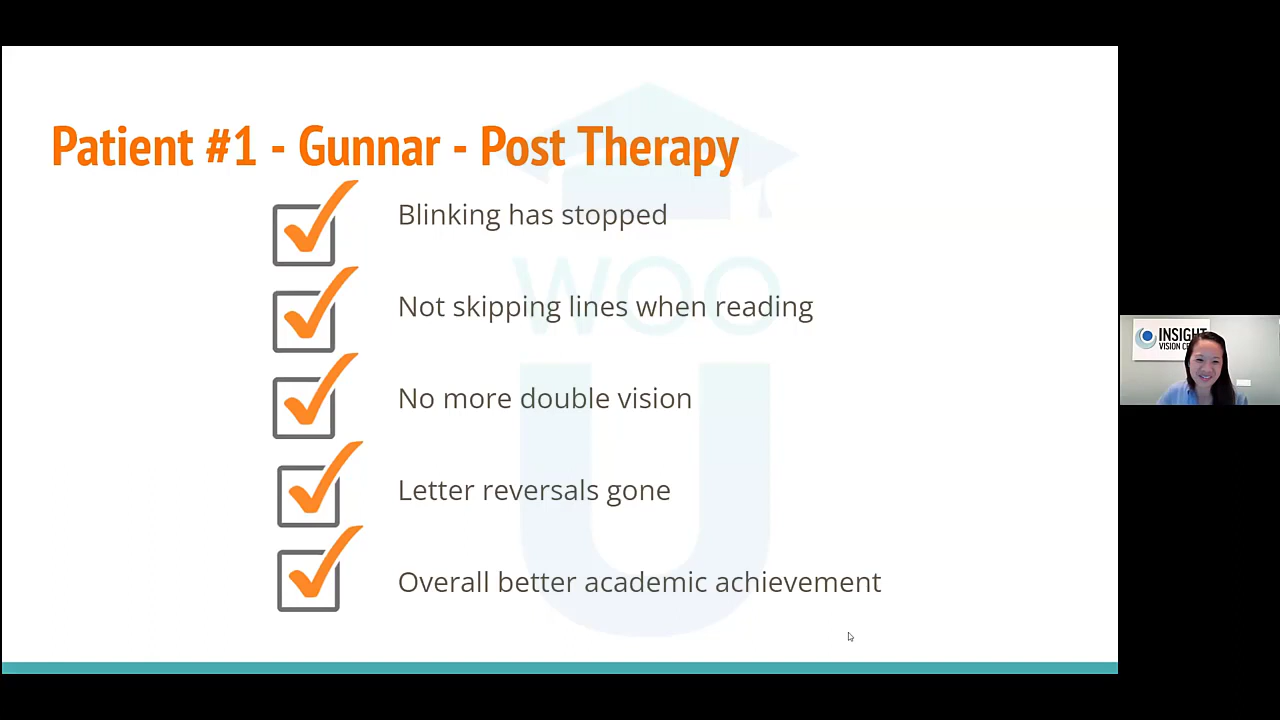 Patient #1 - Gunnar - Post Therapy
Blinking has stopped
WOO
U
Not skipping lines when reading
No more double vision
Letter reversals gone
Overall better academic achievement
INSIGHT
VISION